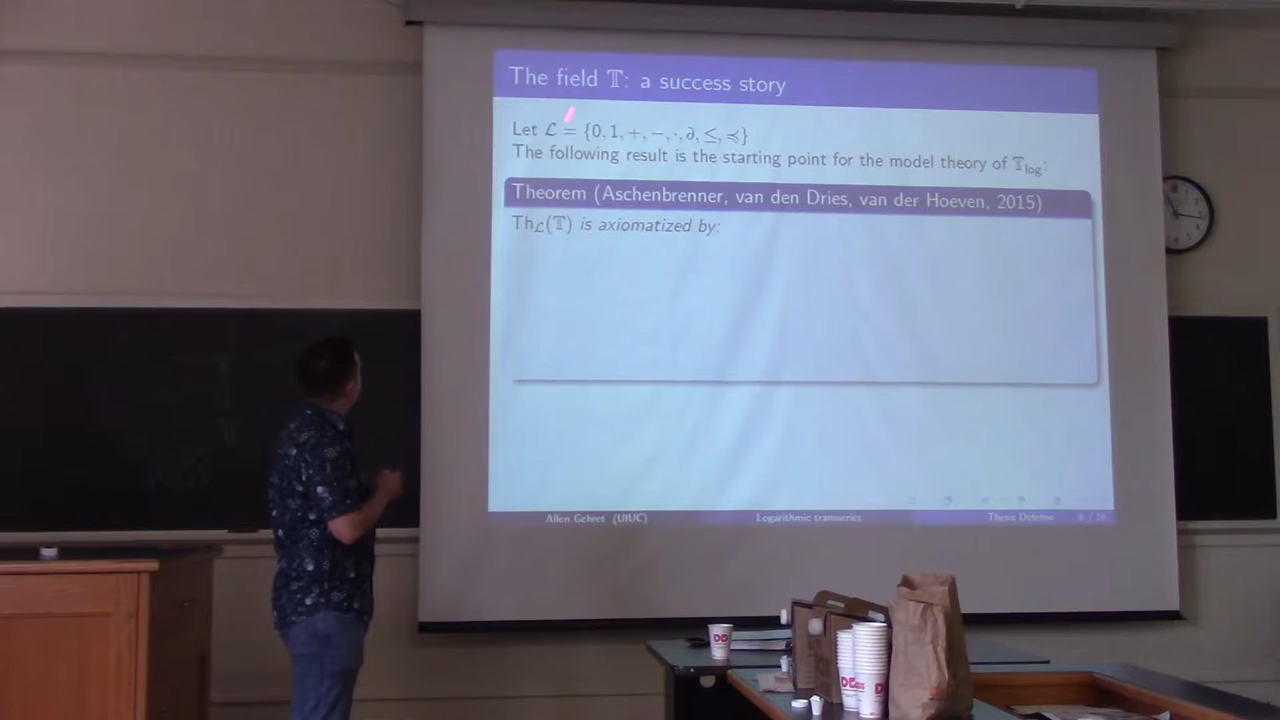 The field 𝕋: a success story
Let ℒ = {0, 1, +, −, ·, ∂, ≤, ≼}
The following result is the starting point for the model theory of 𝕋log:
Theorem (Aschenbrenner, van den Dries, van der Hoeven, 2015)
Thℒ(𝕋) is axiomatized by:
Allen Gehret (UIUC) Logarithmic transseries Thesis Defense
DD